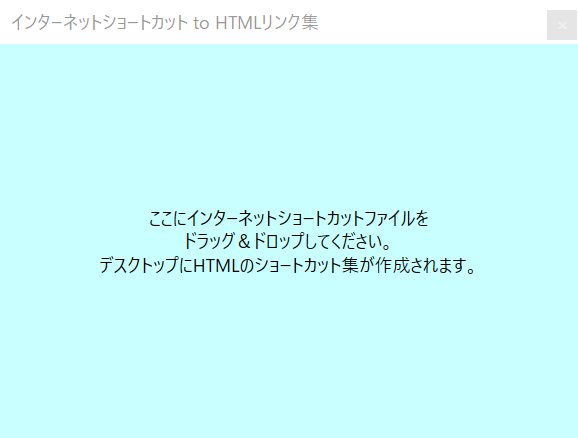 インターネットショートカット to HTMLリンク集
ここにインターネットショートカットファイルを
ドラッグ＆ドロップしてください。
デスクトップにHTMLのショートカット集が作成されます。